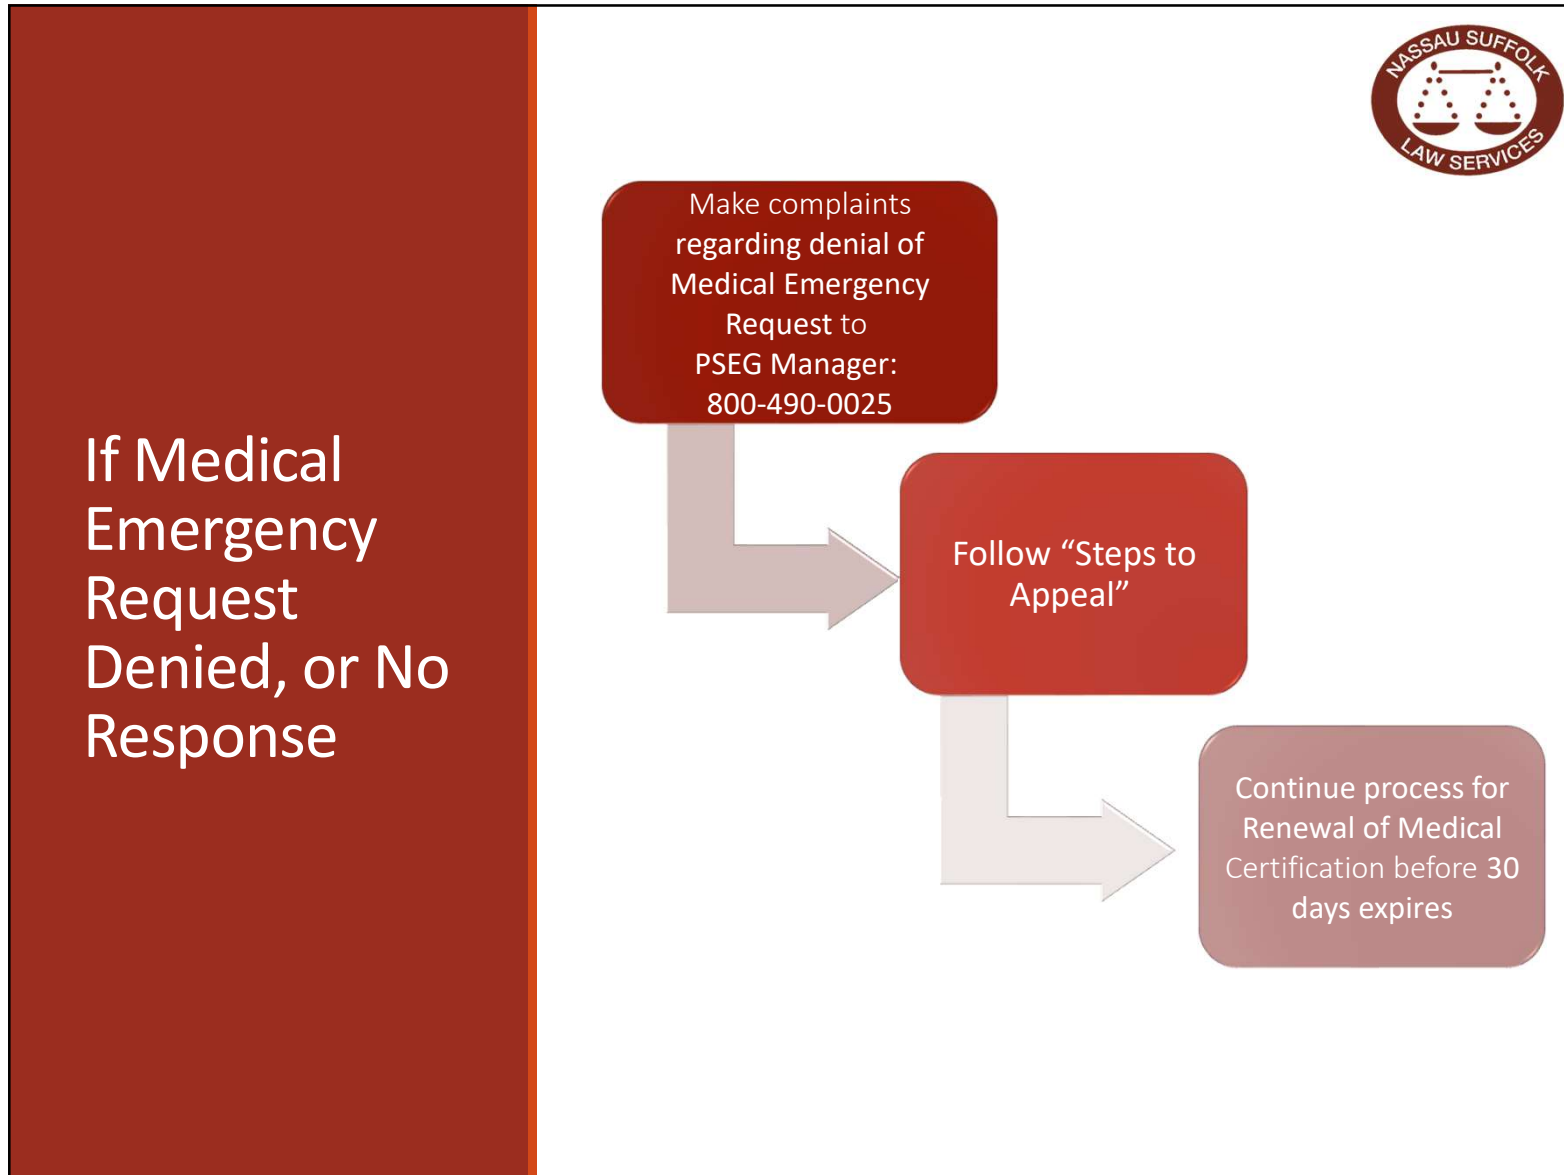 NASSAU SUFFOLK
LAW SERVICES
If Medical
Emergency
Request
Denied, or No
Response
Make complaints
regarding denial of
Medical Emergency
Request to
PSEG Manager:
800-490-0025
Follow “Steps to
Appeal”
Continue process for
Renewal of Medical
Certification before 30
days expires